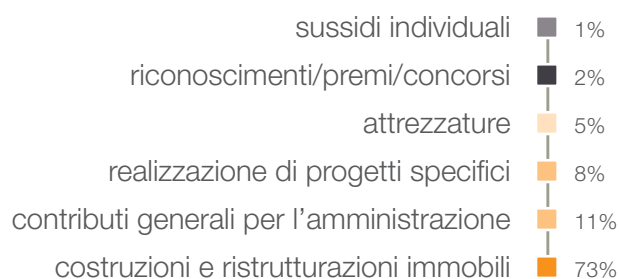 sussidi individuali 1%
riconoscimenti/premi/concorsi 2%
attrezzature 5%
realizzazione di progetti specifici 8%
contributi generali per l'amministrazione 11%
costruzioni e ristrutturazioni immobili 73%